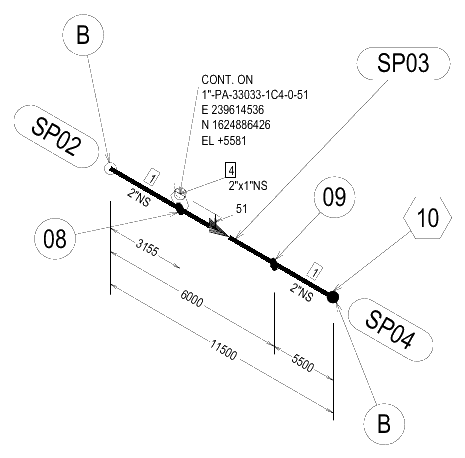 B
CONT. ON
1"-PA-33033-1C4-0-51
E 239614536
N 1624886426
EL +5581
SP03
SP02
1
4
2"x1"NS
2"NS
51
09
10
08
3155
1
2"NS
6000
SP04
11500
5500
B